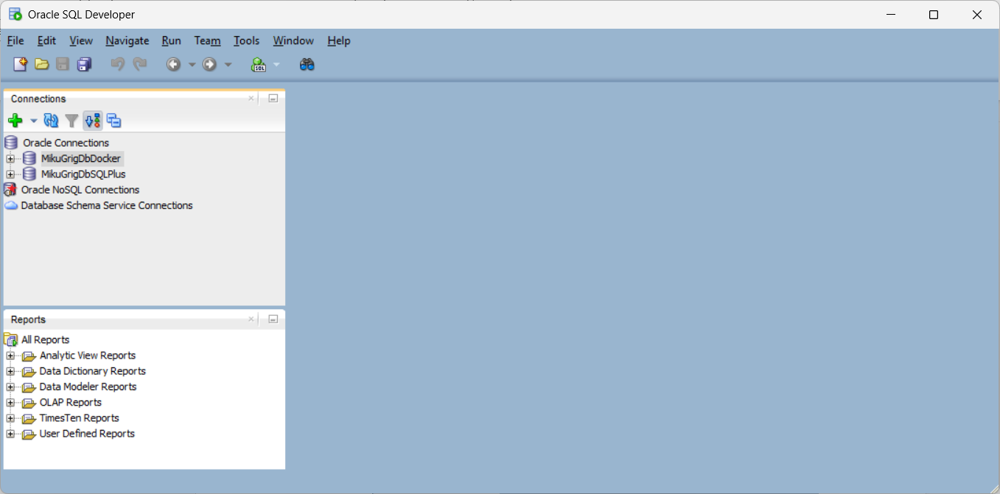 Oracle SQL Developer
File Edit View Navigate Run Team Tools Window Help
SQL
Connections
Oracle Connections
MikuGrigDbDocker
MikuGrigDbSQLPlus
Oracle NoSQL Connections
Database Schema Service Connections
Reports
All Reports
Analytic View Reports
Data Dictionary Reports
Data Modeler Reports
OLAP Reports
TimesTen Reports
User Defined Reports